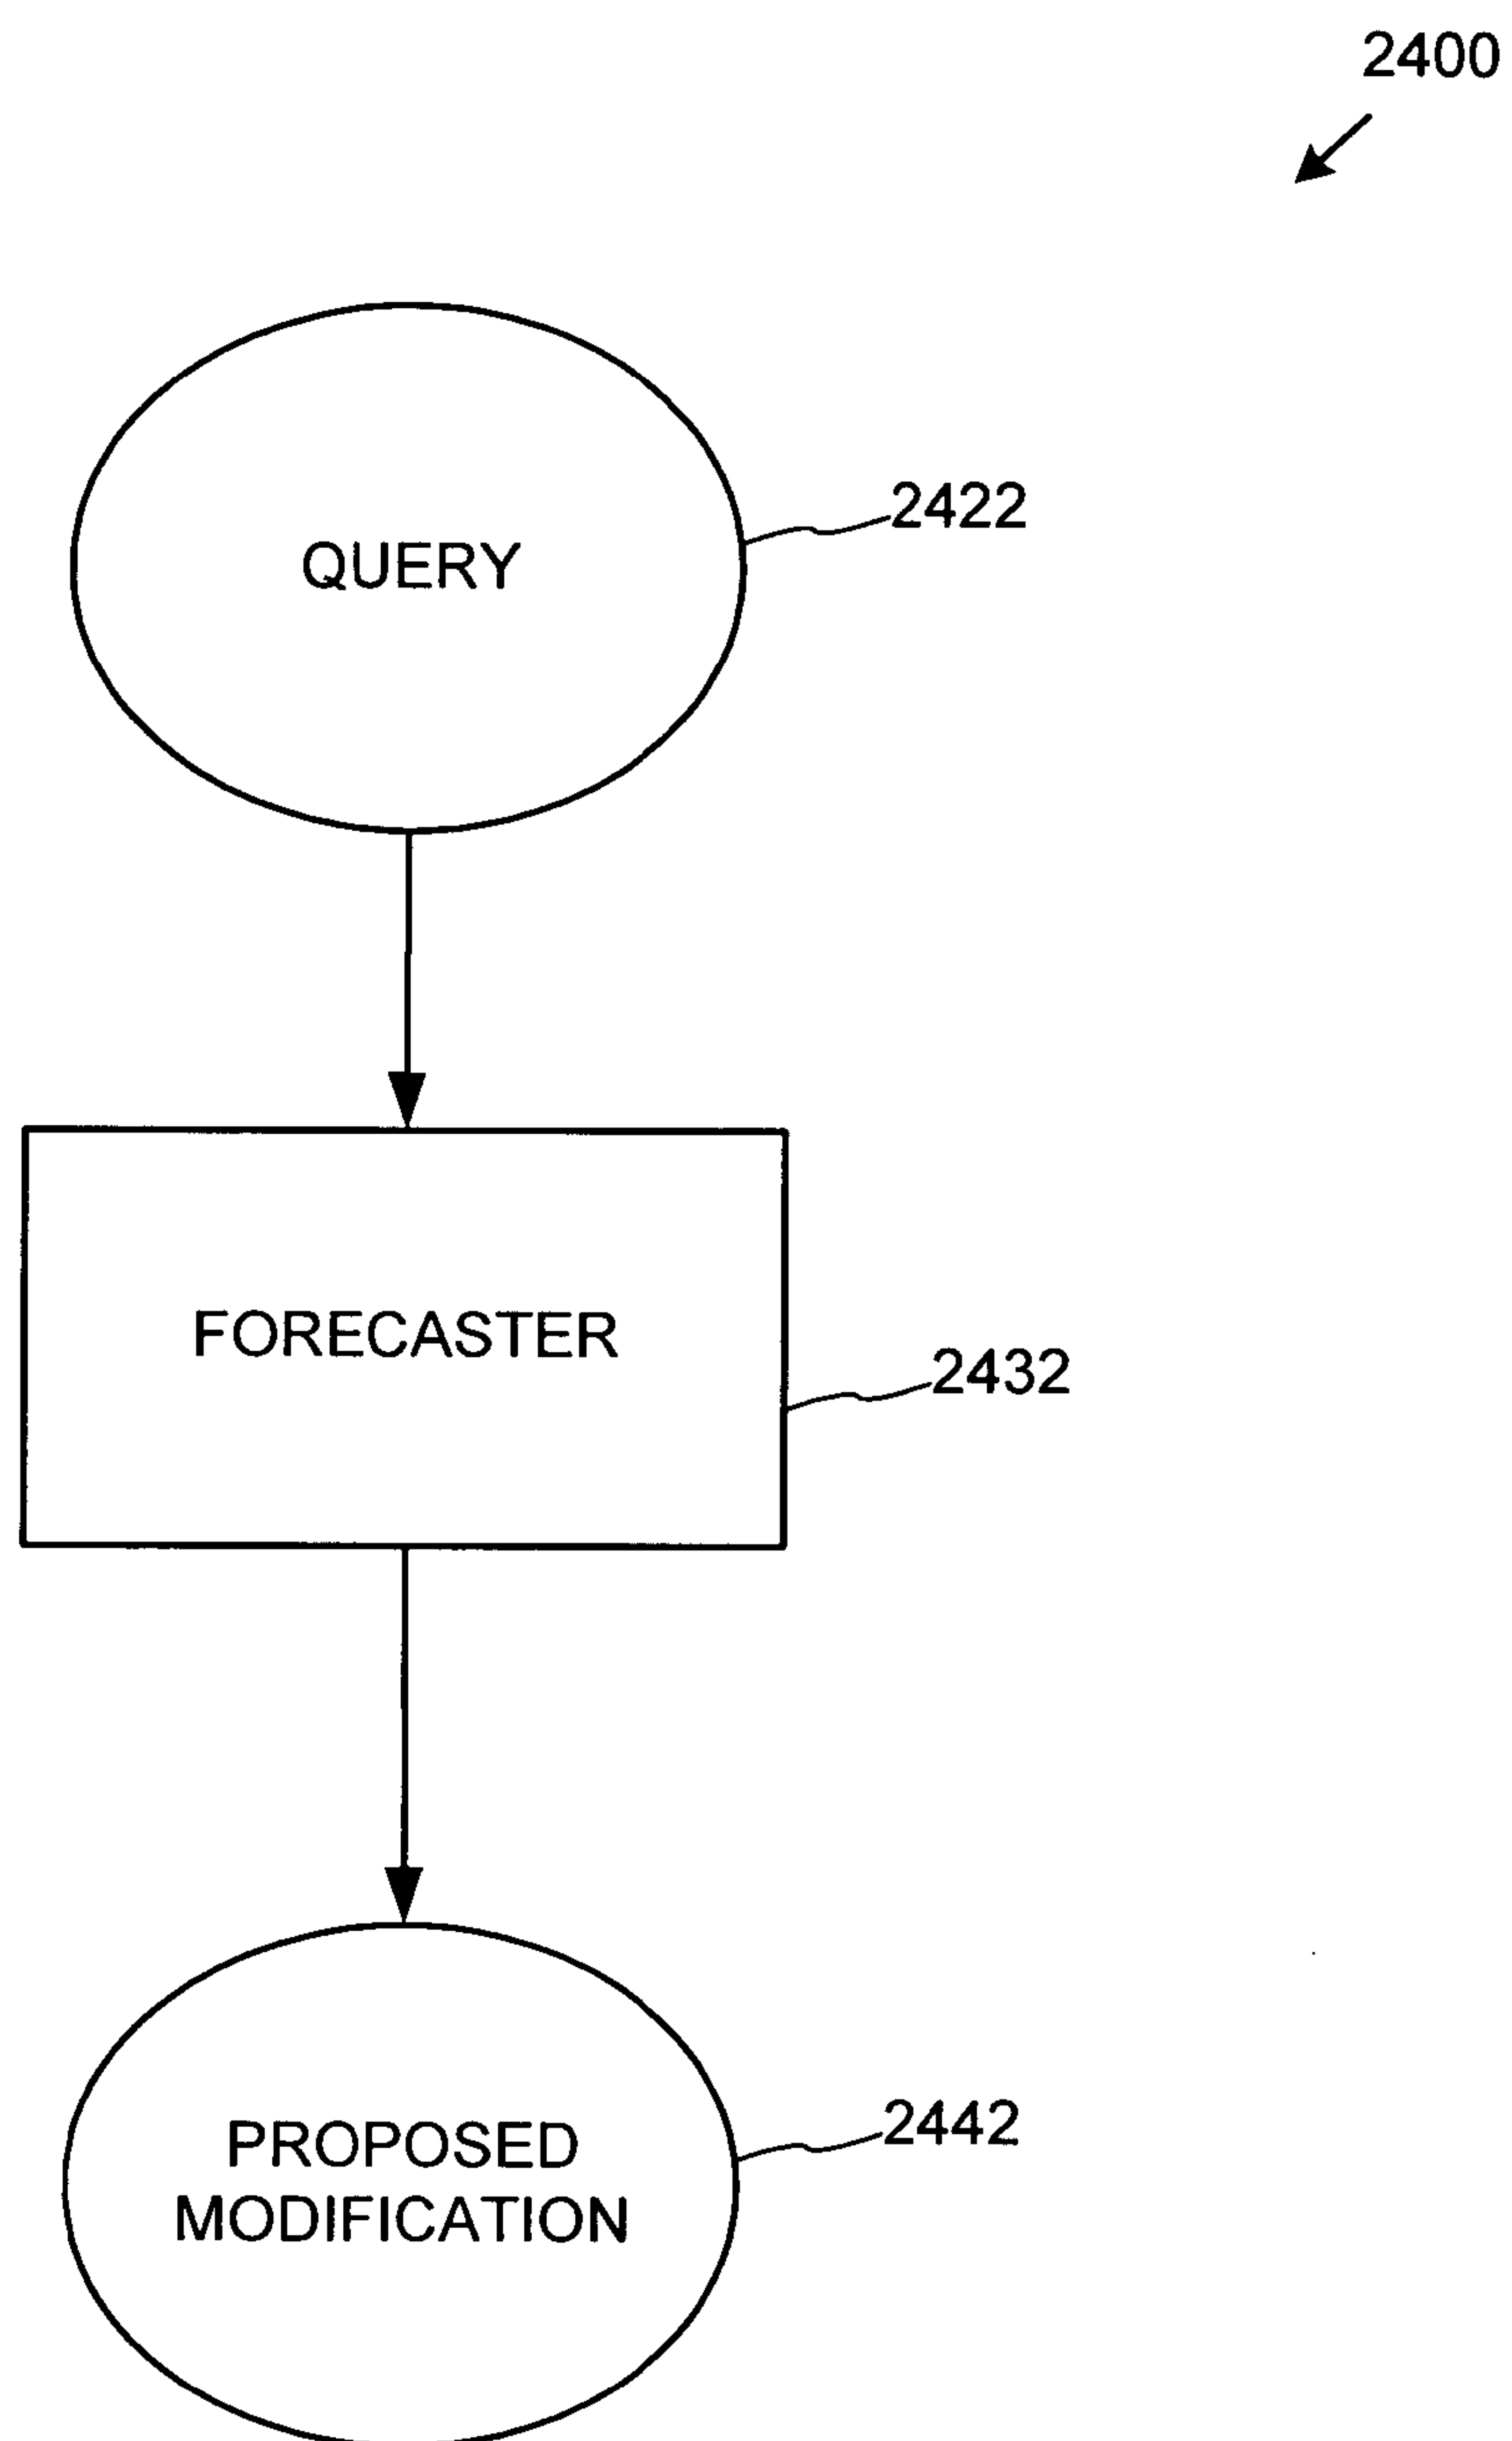 2400
2422
QUERY
FORECASTER
2432
2442
PROPOSED
MODIFICATION